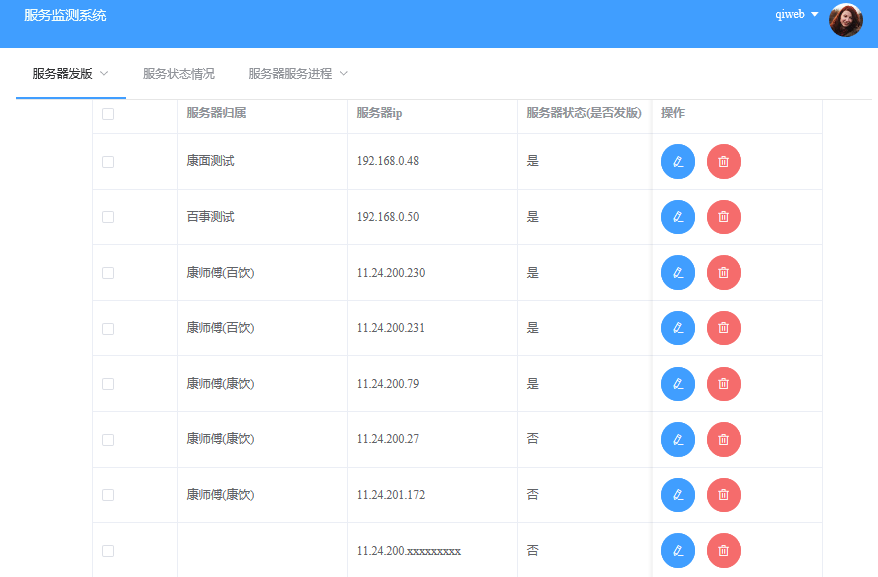 服务监测系统
qiweb
服务器发版 服务状态情况 服务器服务进程
服务器归属 服务器ip 服务器状态(是否发版) 操作
康面测试 192.168.0.48 是
百事测试 192.168.0.50 是
康师傅(百饮) 11.24.200.230 是
康师傅(百饮) 11.24.200.231 是
康师傅(康饮) 11.24.200.79 是
康师傅(康饮) 11.24.200.27 否
康师傅(康饮) 11.24.201.172 否
11.24.200.xxxxxxxxx 否